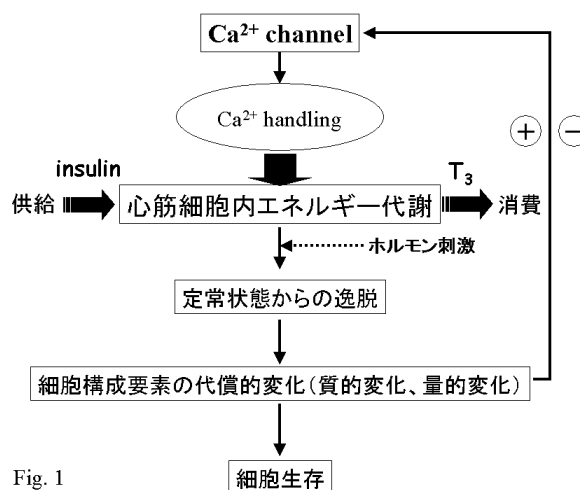 Ca²⁺ channel
Ca²⁺ handling
+ −
insulin
T₃
供給
心筋細胞内エネルギー代謝
消費
ホルモン刺激
定常状態からの逸脱
細胞構成要素の代償的変化(質的変化、量的変化)
Fig. 1
細胞生存